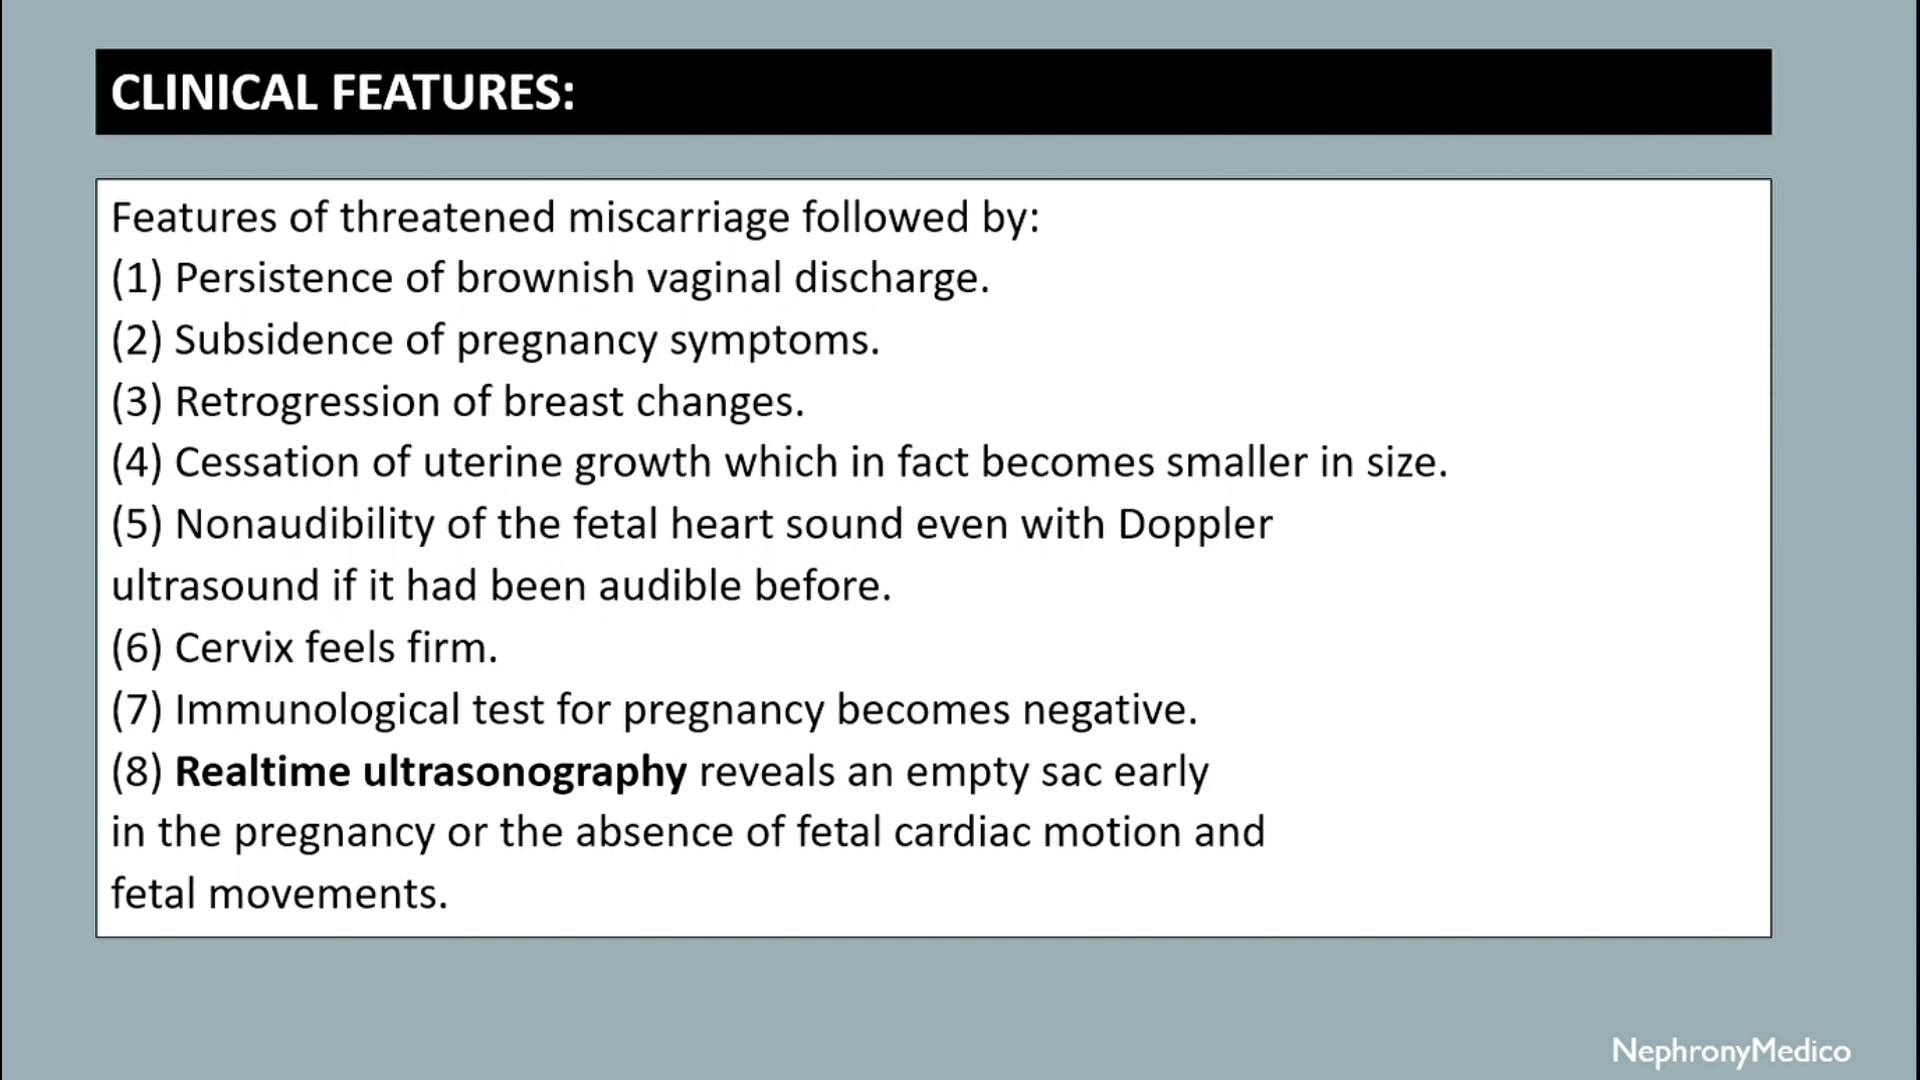 CLINICAL FEATURES:
Features of threatened miscarriage followed by:
(1) Persistence of brownish vaginal discharge.
(2) Subsidence of pregnancy symptoms.
(3) Retrogression of breast changes.
(4) Cessation of uterine growth which in fact becomes smaller in size.
(5) Nonaudibility of the fetal heart sound even with Doppler
ultrasound if it had been audible before.
(6) Cervix feels firm.
(7) Immunological test for pregnancy becomes negative.
(8) Realtime ultrasonography reveals an empty sac early
in the pregnancy or the absence of fetal cardiac motion and
fetal movements.
NephronyMedico